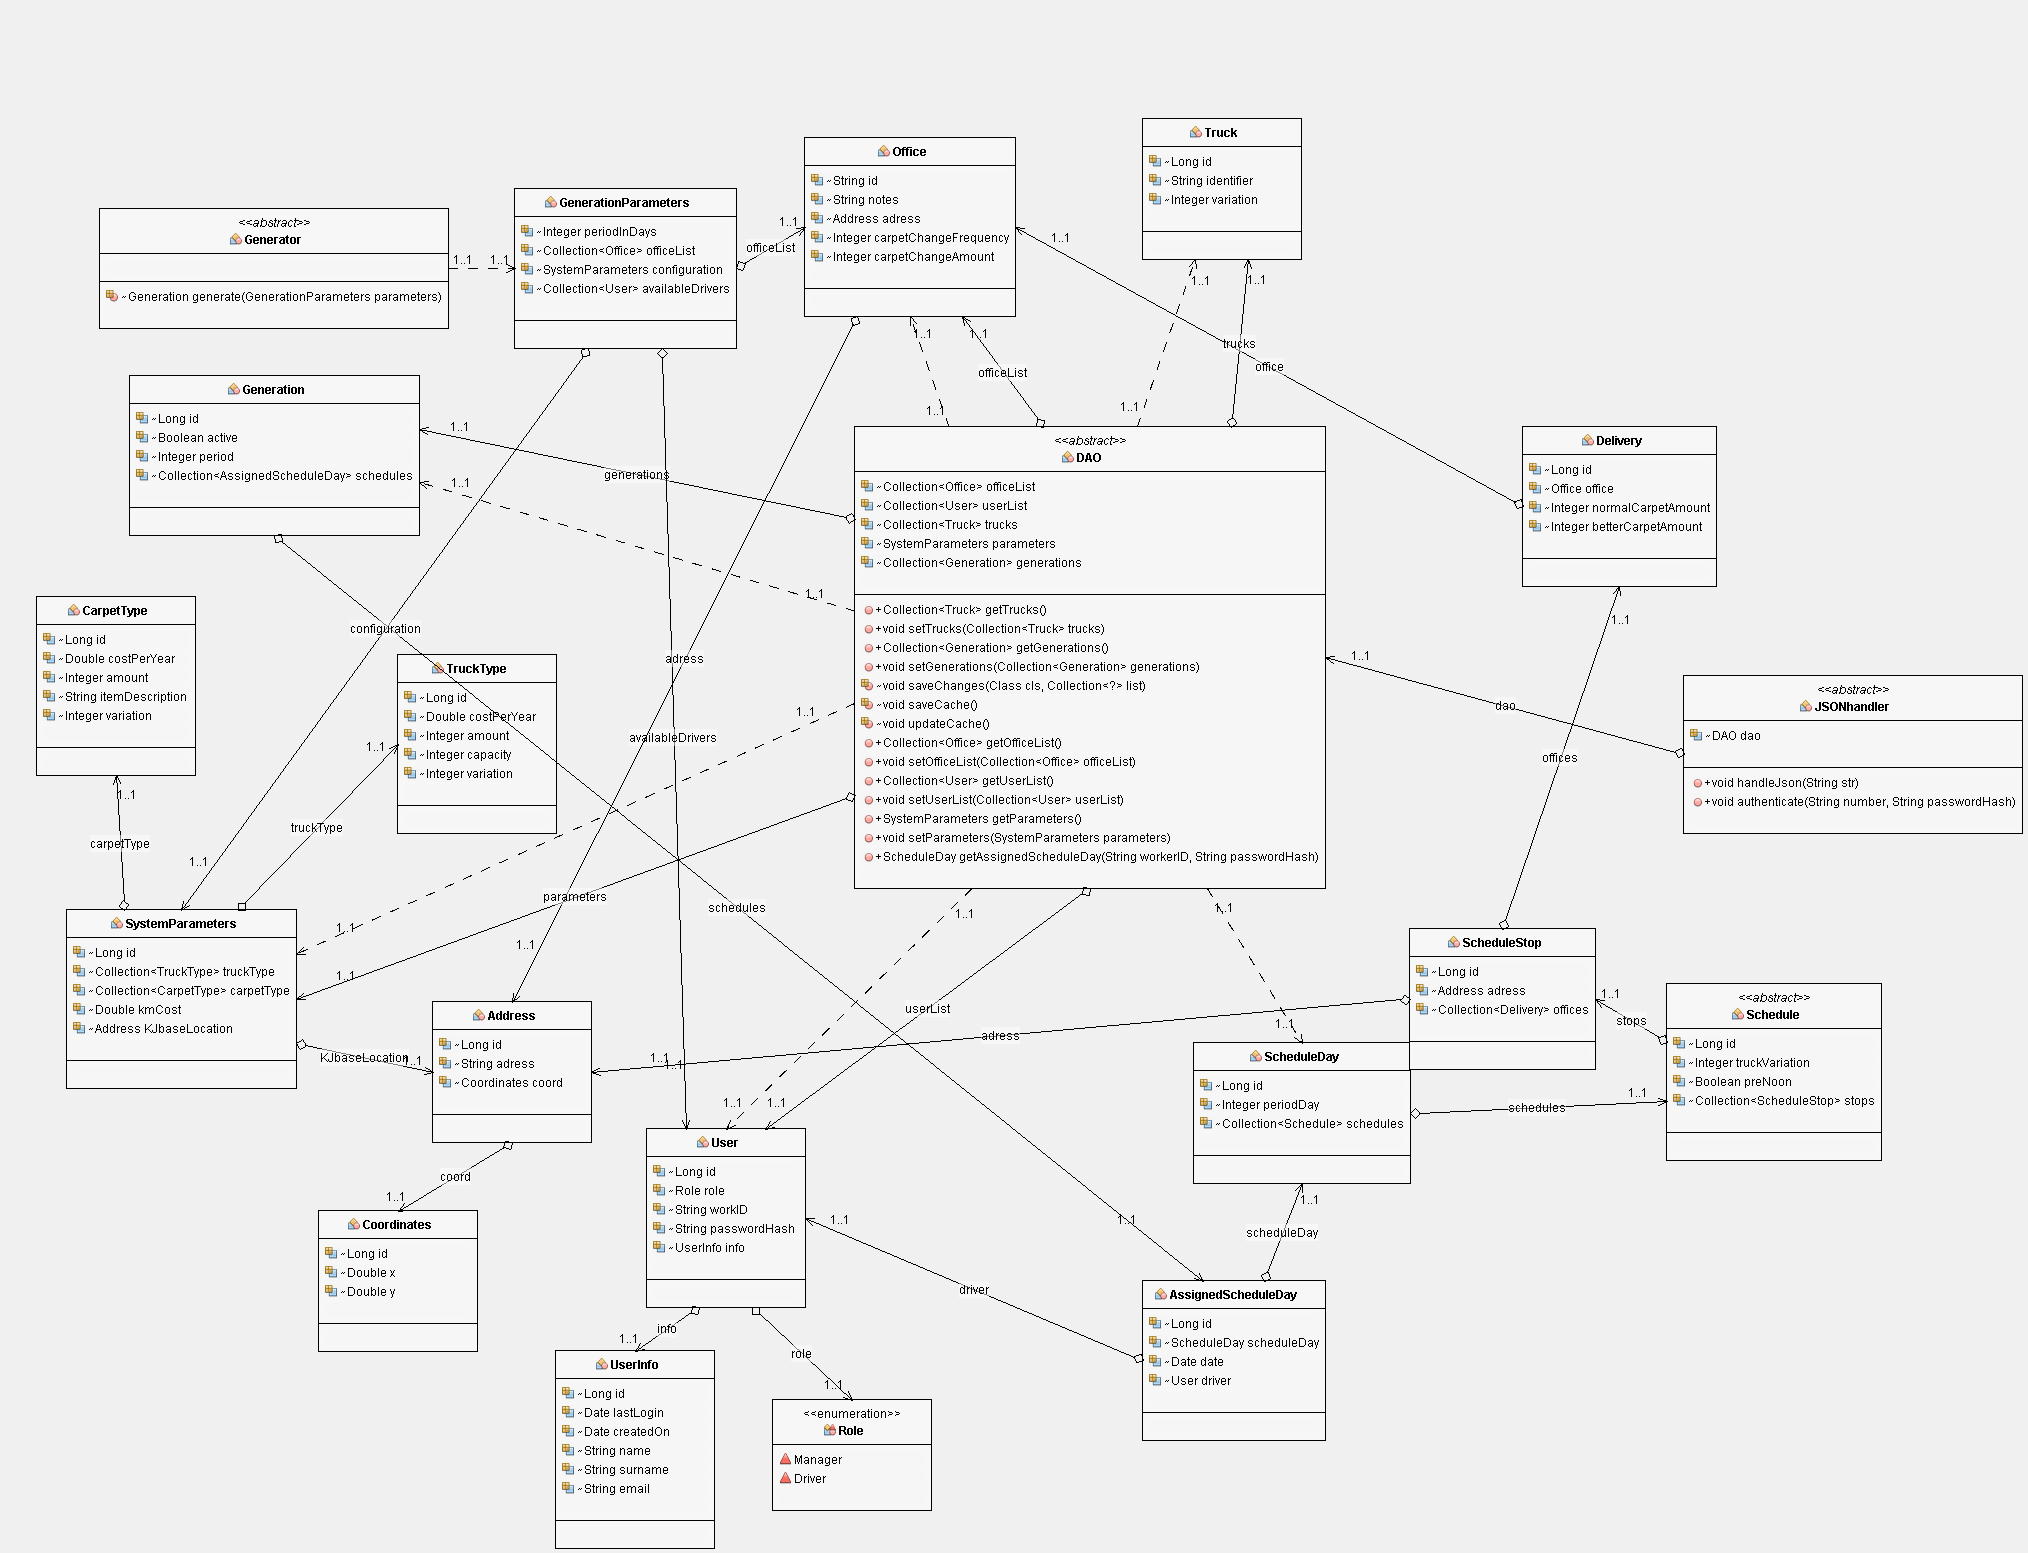 <<abstract>>
Generator
~Generation generate(GenerationParameters parameters)
1..1
1..1
GenerationParameters
~Integer periodInDays
~Collection<Office> officeList
~SystemParameters configuration
~Collection<User> availableDrivers
officeList
1..1
Office
~String id
~String notes
~Address adress
~Integer carpetChangeFrequency
~Integer carpetChangeAmount
Truck
~Long id
~String identifier
~Integer variation
1..1
1..1
1..1
1..1
1..1
trucks
office
officeList
1..1
1..1
Generation
~Long id
~Boolean active
~Integer period
~Collection<AssignedScheduleDay> schedules
1..1
generations
1..1
1..1
<<abstract>>
DAO
~Collection<Office> officeList
~Collection<User> userList
~Collection<Truck> trucks
~SystemParameters parameters
~Collection<Generation> generations
+Collection<Truck> getTrucks()
+void setTrucks(Collection<Truck> trucks)
+Collection<Generation> getGenerations()
+void setGenerations(Collection<Generation> generations)
~void saveChanges(Class cls, Collection<?> list)
~void saveCache()
~void updateCache()
+Collection<Office> getOfficeList()
+void setOfficeList(Collection<Office> officeList)
+Collection<User> getUserList()
+void setUserList(Collection<User> userList)
+SystemParameters getParameters()
+void setParameters(SystemParameters parameters)
+ScheduleDay getAssignedScheduleDay(String workerID, String passwordHash)
Delivery
~Long id
~Office office
~Integer normalCarpetAmount
~Integer betterCarpetAmount
1..1
CarpetType
~Long id
~Double costPerYear
~Integer amount
~String itemDescription
~Integer variation
configuration
TruckType
~Long id
~Double costPerYear
~Integer amount
~Integer capacity
~Integer variation
adress
availableDrivers
1..1
1..1
dao
offices
<<abstract>>
JSONhandler
~DAO dao
+void handleJson(String str)
+void authenticate(String number, String passwordHash)
1..1
1..1
truckType
carpetType
1..1
parameters
schedules
SystemParameters
~Long id
~Collection<TruckType> truckType
~Collection<CarpetType> carpetType
~Double kmCost
~Address KJbaseLocation
1..1
1..1
1..1
1..1
1..1
userList
1..1
adress
ScheduleStop
~Long id
~Address adress
~Collection<Delivery> offices
1..1
stops
<<abstract>>
Schedule
~Long id
~Integer truckVariation
~Boolean preNoon
~Collection<ScheduleStop> stops
KJbaseLocation
1..1
Address
~Long id
~String adress
~Coordinates coord
1..1
1..1
1..1
1..1
ScheduleDay
~Long id
~Integer periodDay
~Collection<Schedule> schedules
schedules
1..1
coord
1..1
Coordinates
~Long id
~Double x
~Double y
User
~Long id
~Role role
~String workID
~String passwordHash
~UserInfo info
1..1
driver
1..1
1..1
scheduleDay
AssignedScheduleDay
~Long id
~ScheduleDay scheduleDay
~Date date
~User driver
info
1..1
role
1..1
UserInfo
~Long id
~Date lastLogin
~Date createdOn
~String name
~String surname
~String email
<<enumeration>>
Role
Manager
Driver